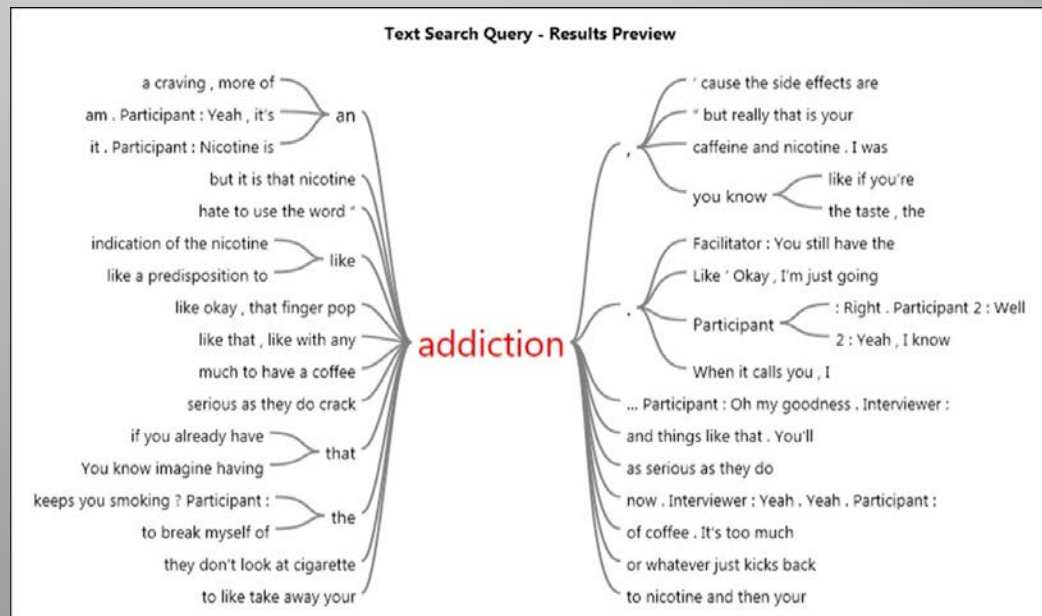 Text Search Query - Results Preview
a craving , more of
am . Participant : Yeah , it's
it . Participant : Nicotine is
an
but it is that nicotine
hate to use the word "
indication of the nicotine
like a predisposition to
like
like okay , that finger pop
like that , like with any
much to have a coffee
serious as they do crack
if you already have
You know imagine having
that
keeps you smoking ? Participant :
to break myself of
the
they don't look at cigarette
to like take away your
addiction
,
' cause the side effects are
" but really that is your
caffeine and nicotine . I was
you know
like if you're
the taste , the
.
Facilitator : You still have the
Like ' Okay , I'm just going
Participant
: Right . Participant 2 : Well
2 : Yeah , I know
When it calls you , I
... Participant : Oh my goodness . Interviewer :
and things like that . You'll
as serious as they do
now . Interviewer : Yeah . Yeah . Participant :
of coffee . It's too much
or whatever just kicks back
to nicotine and then your